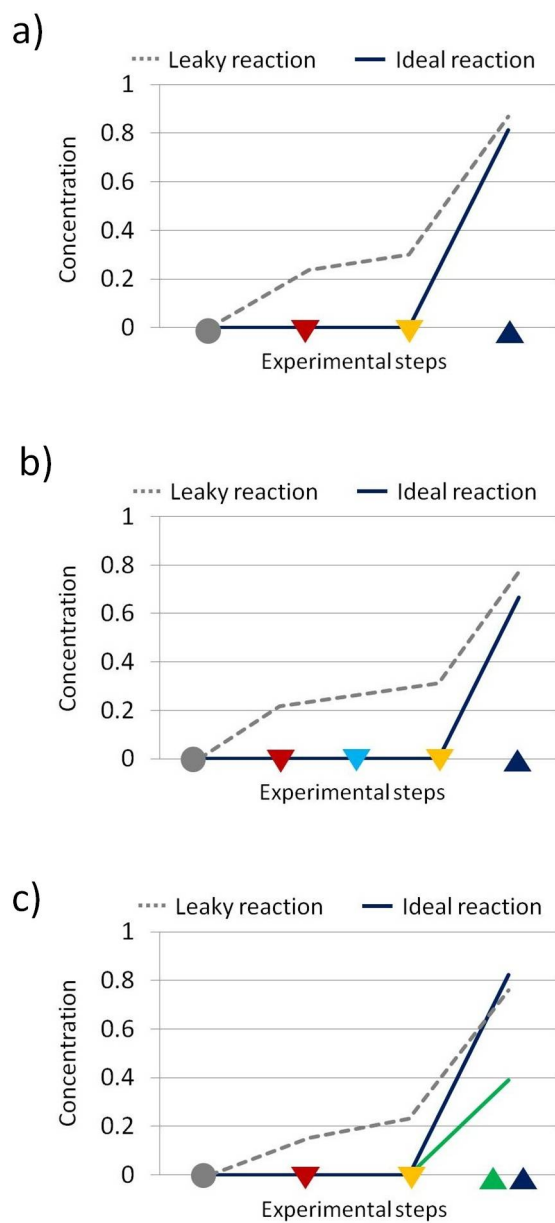 a)
Leaky reaction Ideal reaction
1
0.8
0.6
0.4
0.2
0
Concentration
Experimental steps
b)
Leaky reaction Ideal reaction
1
0.8
0.6
0.4
0.2
0
Concentration
Experimental steps
c)
Leaky reaction Ideal reaction
1
0.8
0.6
0.4
0.2
0
Concentration
Experimental steps